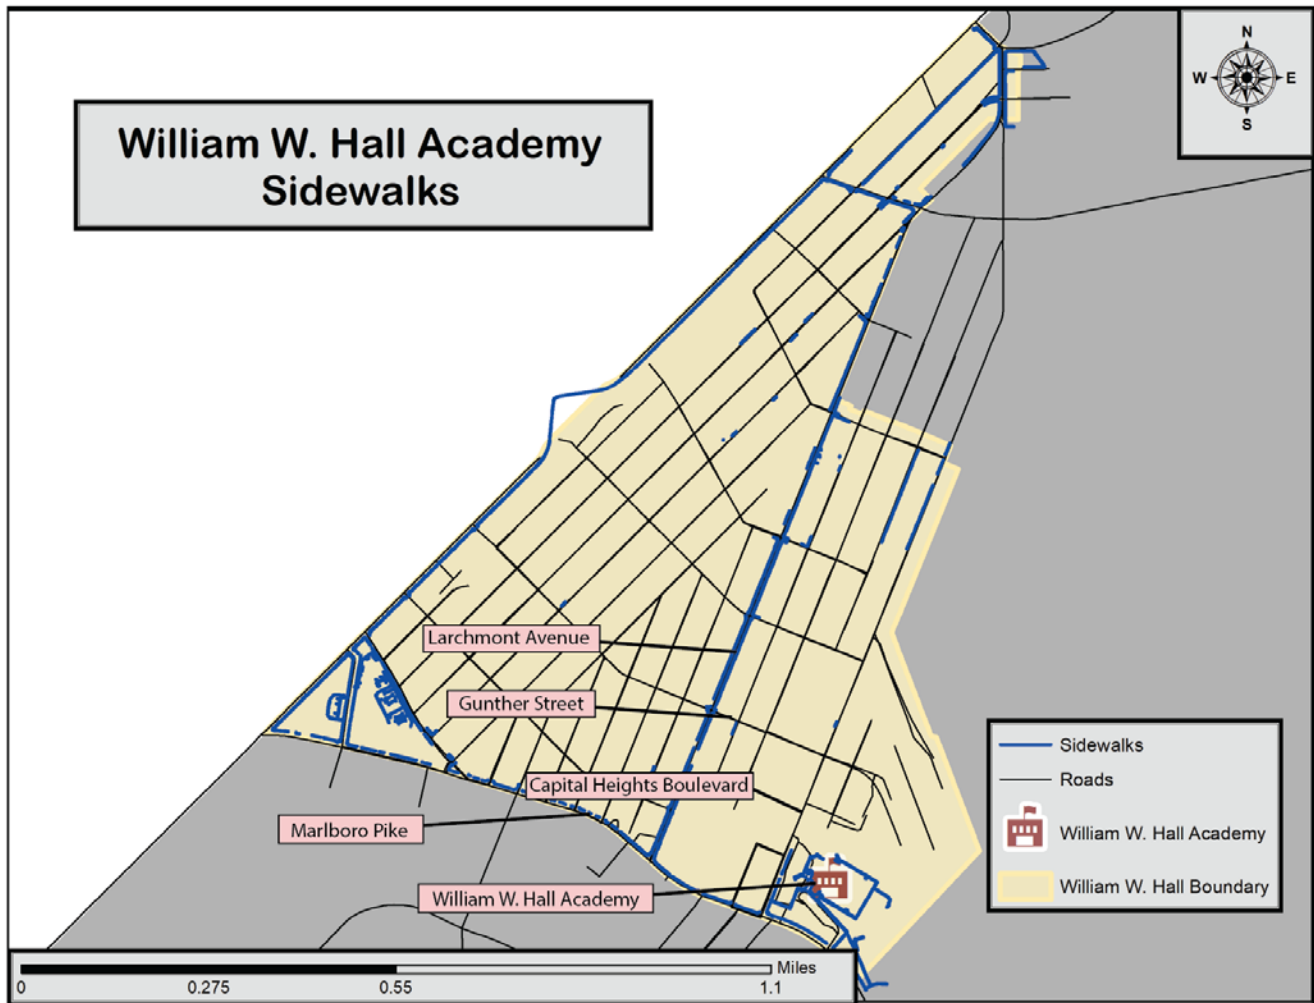 William W. Hall Academy
Sidewalks
N
W
E
S
Larchmont Avenue
Gunther Street
Capital Heights Boulevard
Marlboro Pike
William W. Hall Academy
Sidewalks
Roads
William W. Hall Academy
William W. Hall Boundary
Miles
0
0.275
0.55
1.1